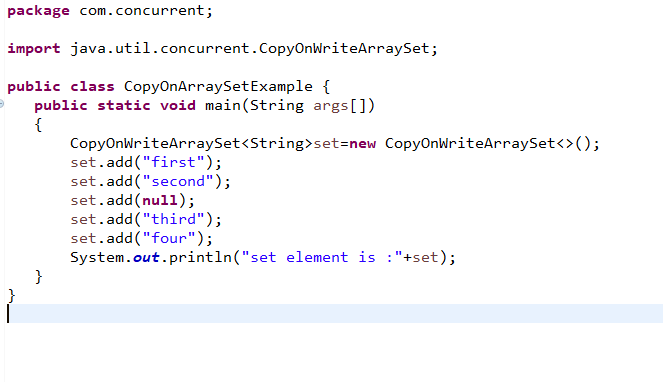 package com.concurrent;
import java.util.concurrent.CopyOnWriteArraySet;
public class CopyOnArraySetExample {
public static void main(String args[])
{
CopyOnWriteArraySet<String>set=new CopyOnWriteArraySet<>();
set.add("first");
set.add("second");
set.add(null);
set.add("third");
set.add("four");
System.out.println("set element is :"+set);
}
}